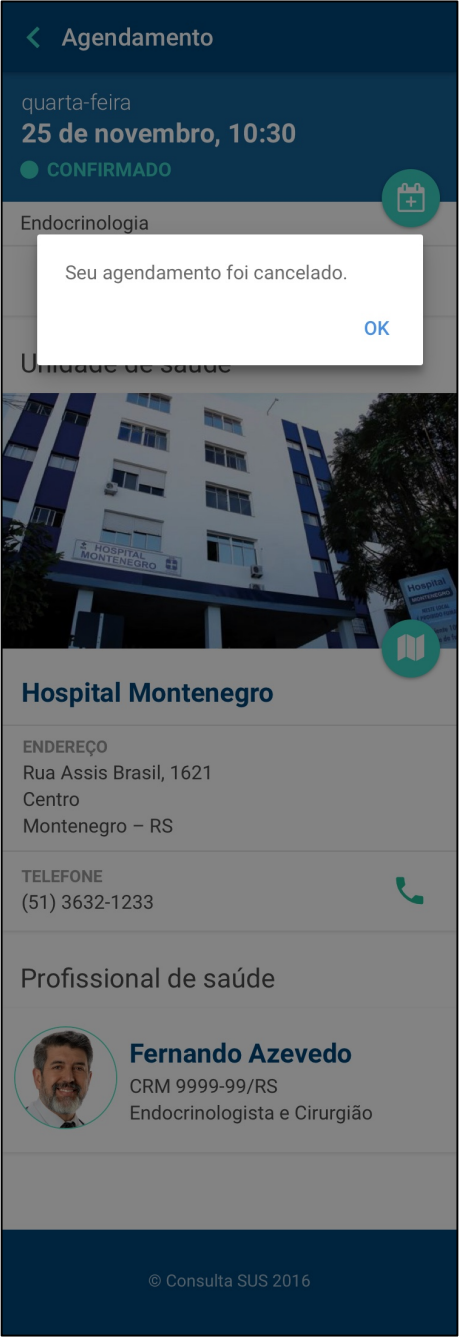 Agendamento
quarta-feira
25 de novembro, 10:30
CONFIRMADO
Endocrinologia
Seu agendamento foi cancelado.
OK
Unidade de saúde
HOSPITAL
MONTENEGRO
Hospital
MONTENEGRO
Hospital Montenegro
ENDEREÇO
Rua Assis Brasil, 1621
Centro
Montenegro – RS
TELEFONE
(51) 3632-1233
Profissional de saúde
Fernando Azevedo
CRM 9999-99/RS
Endocrinologista e Cirurgião
© Consulta SUS 2016